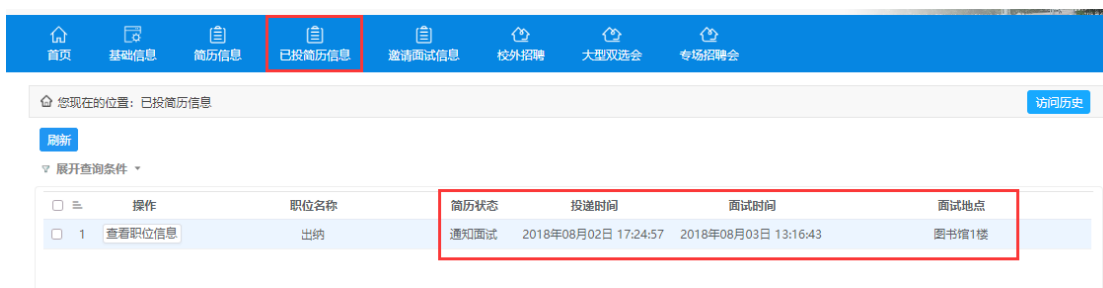 首页 基础信息 简历信息 已投简历信息 邀请面试信息 校外招聘 大型双选会 专场招聘会
您现在的位置：已投简历信息 访问历史
刷新
展开查询条件
操作 职位名称 简历状态 投递时间 面试时间 面试地点
1 查看职位信息 出纳 通知面试 2018年08月02日 17:24:57 2018年08月03日 13:16:43 图书馆1楼